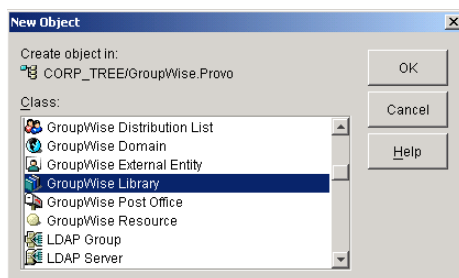 New Object
Create object in:
CORP_TREE/GroupWise.Provo
Class:
GroupWise Distribution List
GroupWise Domain
GroupWise External Entity
GroupWise Library
GroupWise Post Office
GroupWise Resource
LDAP Group
LDAP Server
OK
Cancel
Help